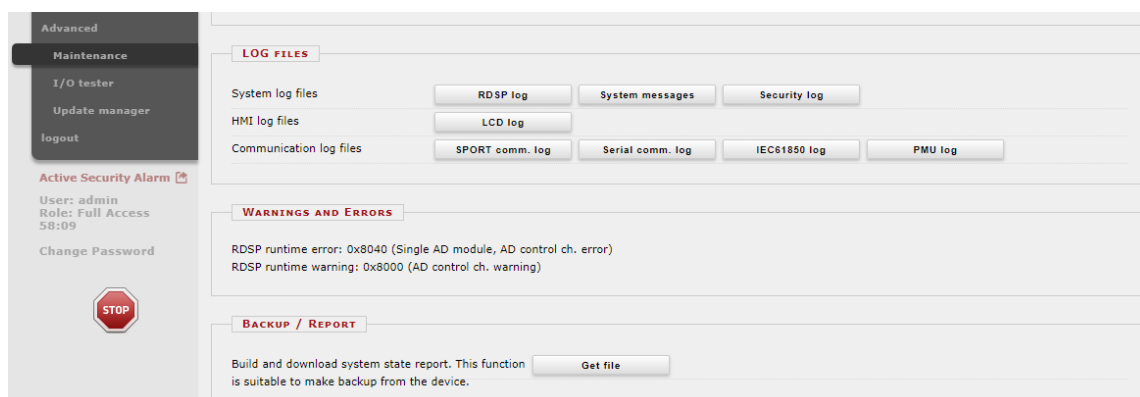 Advanced
Maintenance
I/O tester
Update manager
logout
Active Security Alarm
User: admin
Role: Full Access
58:09
Change Password
STOP
LOG FILES
System log files RDSP log System messages Security log
HMI log files LCD log
Communication log files SPORT comm. log Serial comm. log IEC61850 log PMU log
WARNINGS AND ERRORS
RDSP runtime error: 0x8040 (Single AD module, AD control ch. error)
RDSP runtime warning: 0x8000 (AD control ch. warning)
BACKUP / REPORT
Build and download system state report. This function Get file
is suitable to make backup from the device.